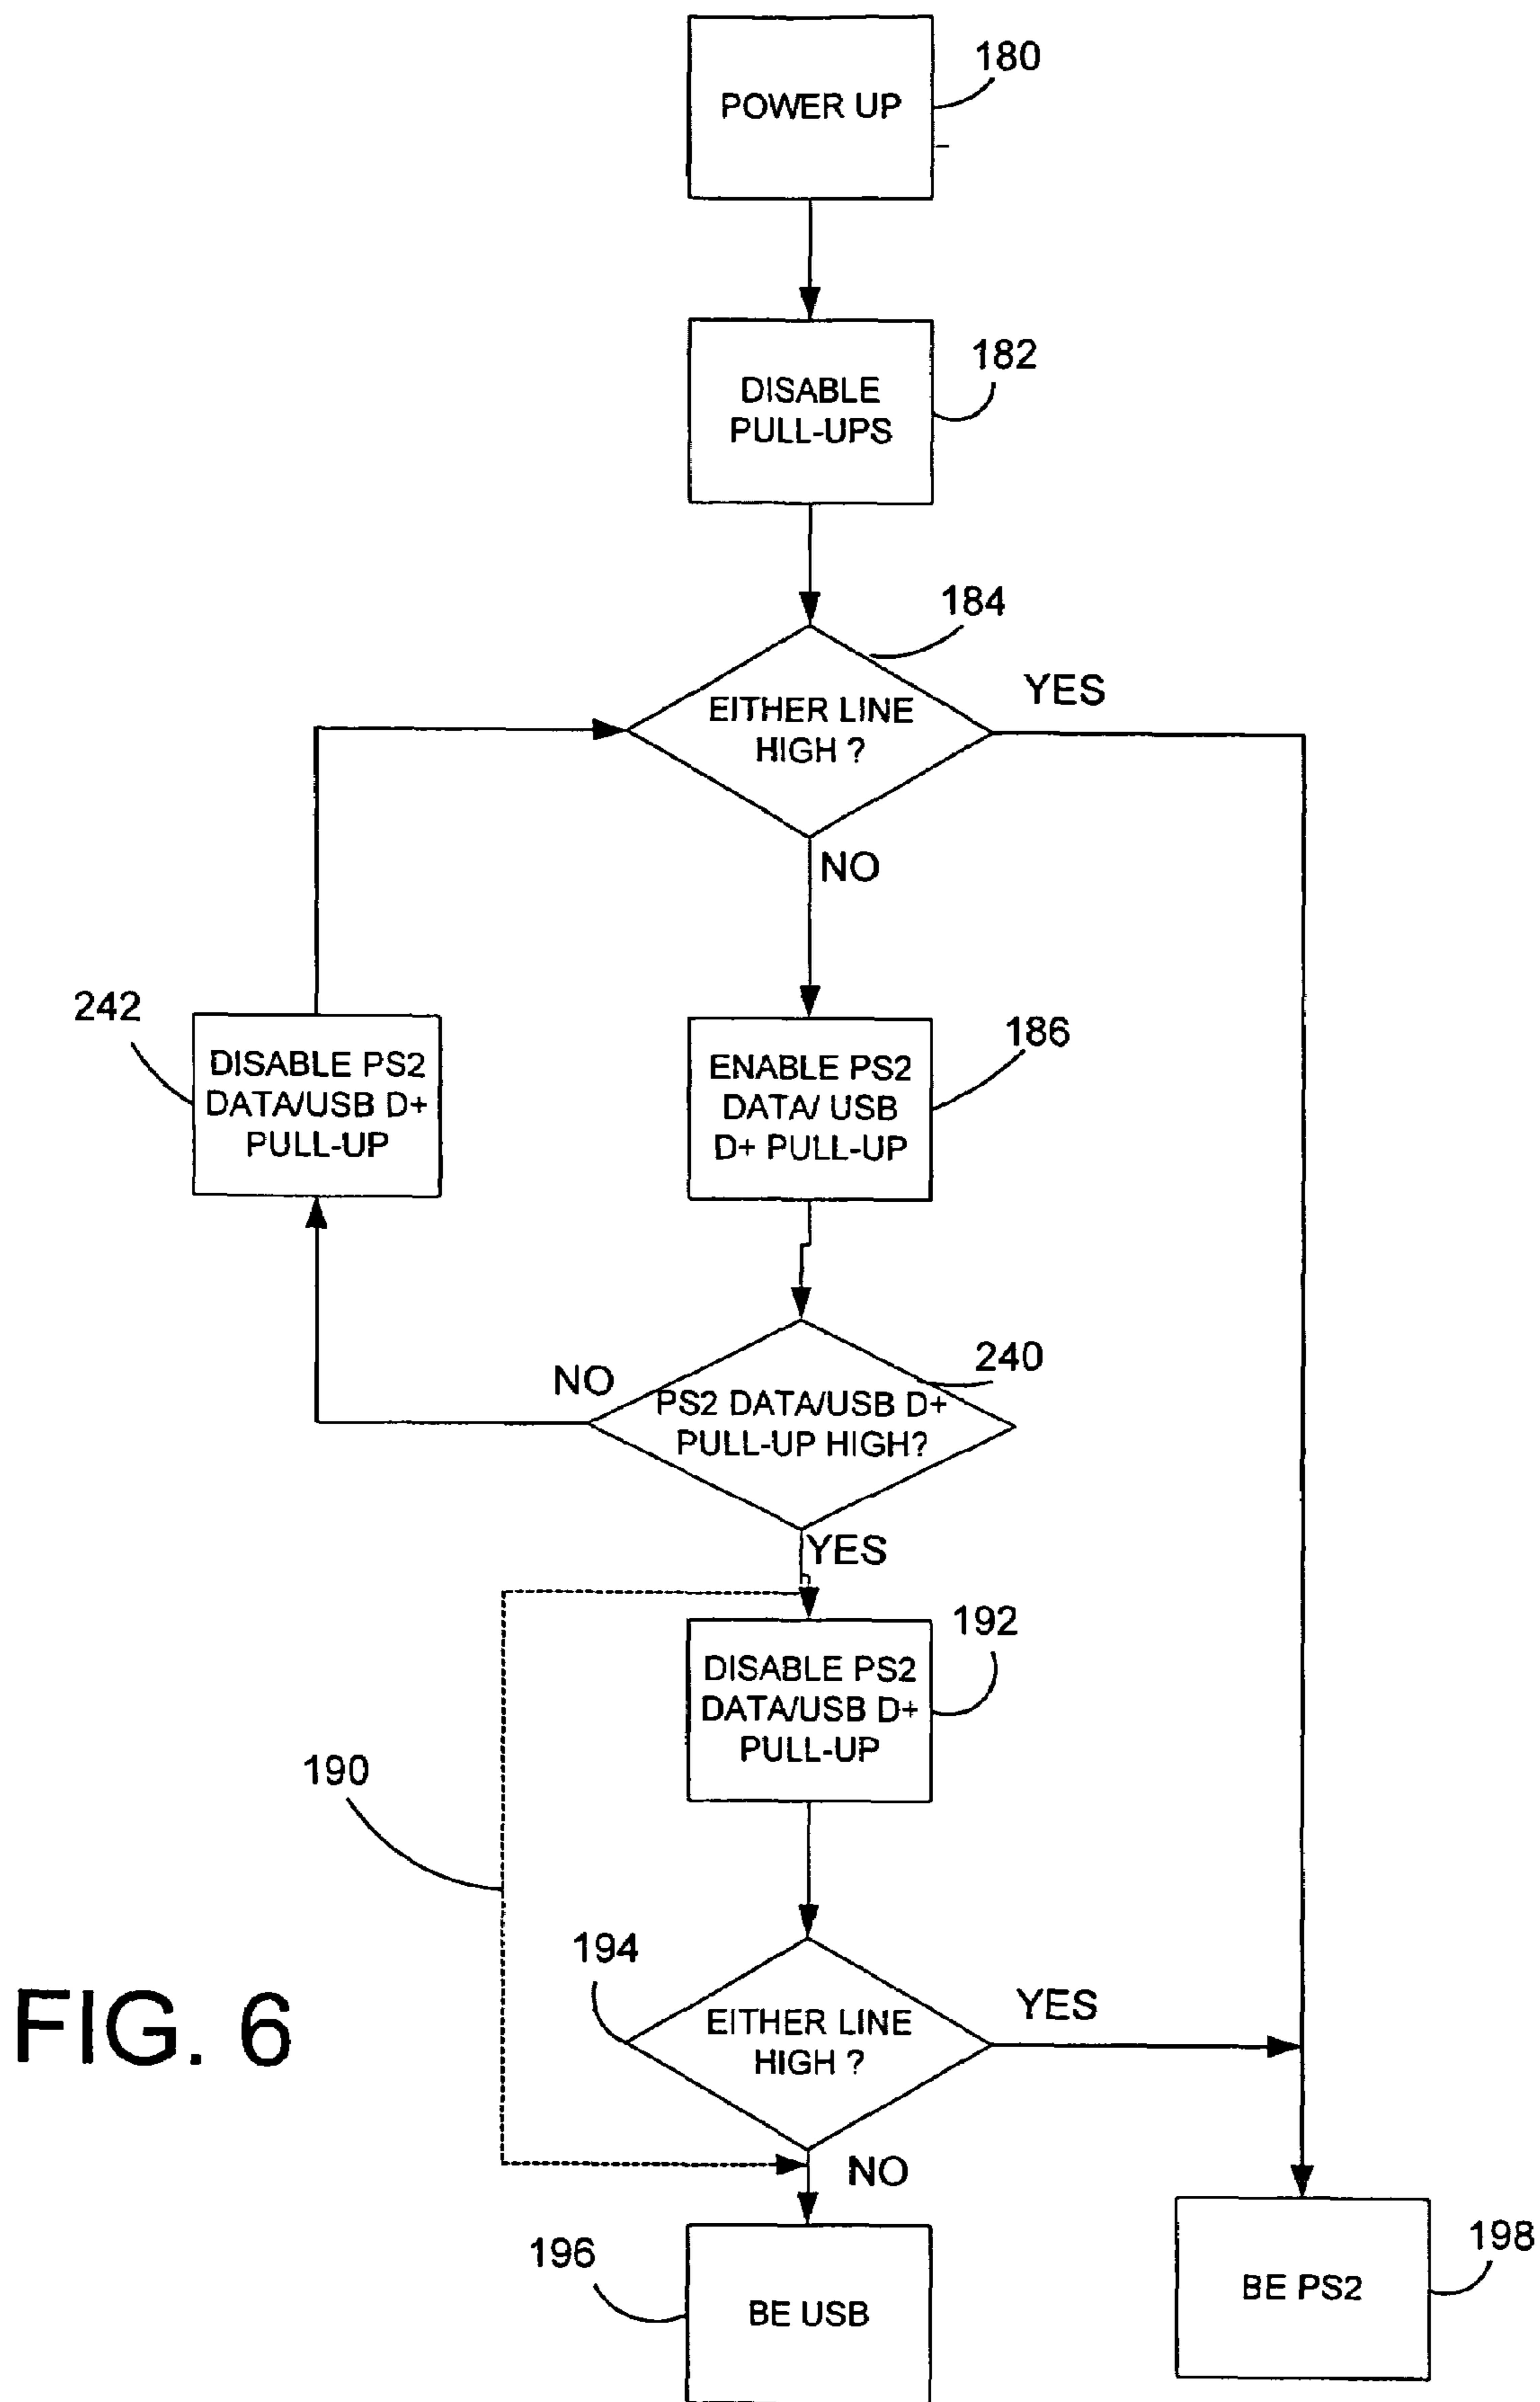 180
POWER UP
182
DISABLE
PULL-UPS
184
EITHER LINE
HIGH ?
YES
NO
242
DISABLE PS2
DATA/USB D+
PULL-UP
186
ENABLE PS2
DATA/ USB
D+ PULL-UP
240
NO
PS2 DATA/USB D+
PULL-UP HIGH?
YES
192
DISABLE PS2
DATA/USB D+
PULL-UP
190
194
EITHER LINE
HIGH ?
YES
NO
FIG. 6
196
BE USB
198
BE PS2